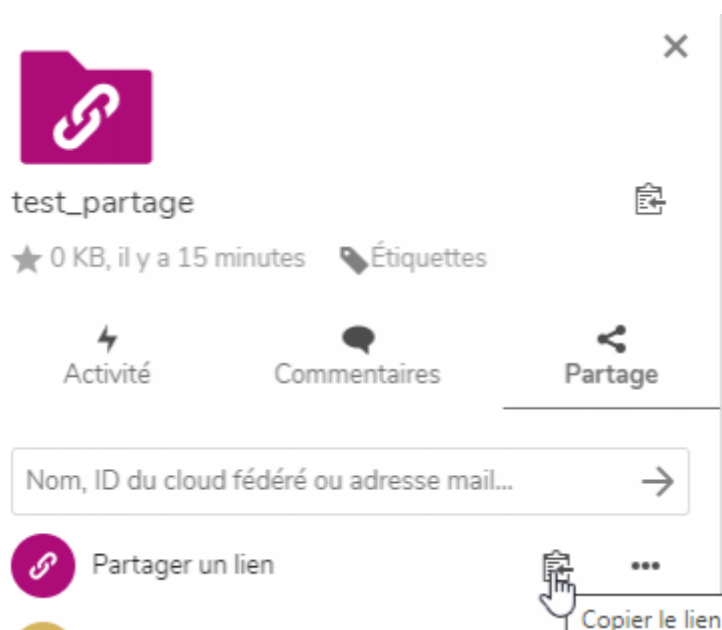 test_partage
0 KB, il y a 15 minutes Étiquettes
Activité Commentaires Partage
Nom, ID du cloud fédéré ou adresse mail...
Partager un lien
Copier le lien